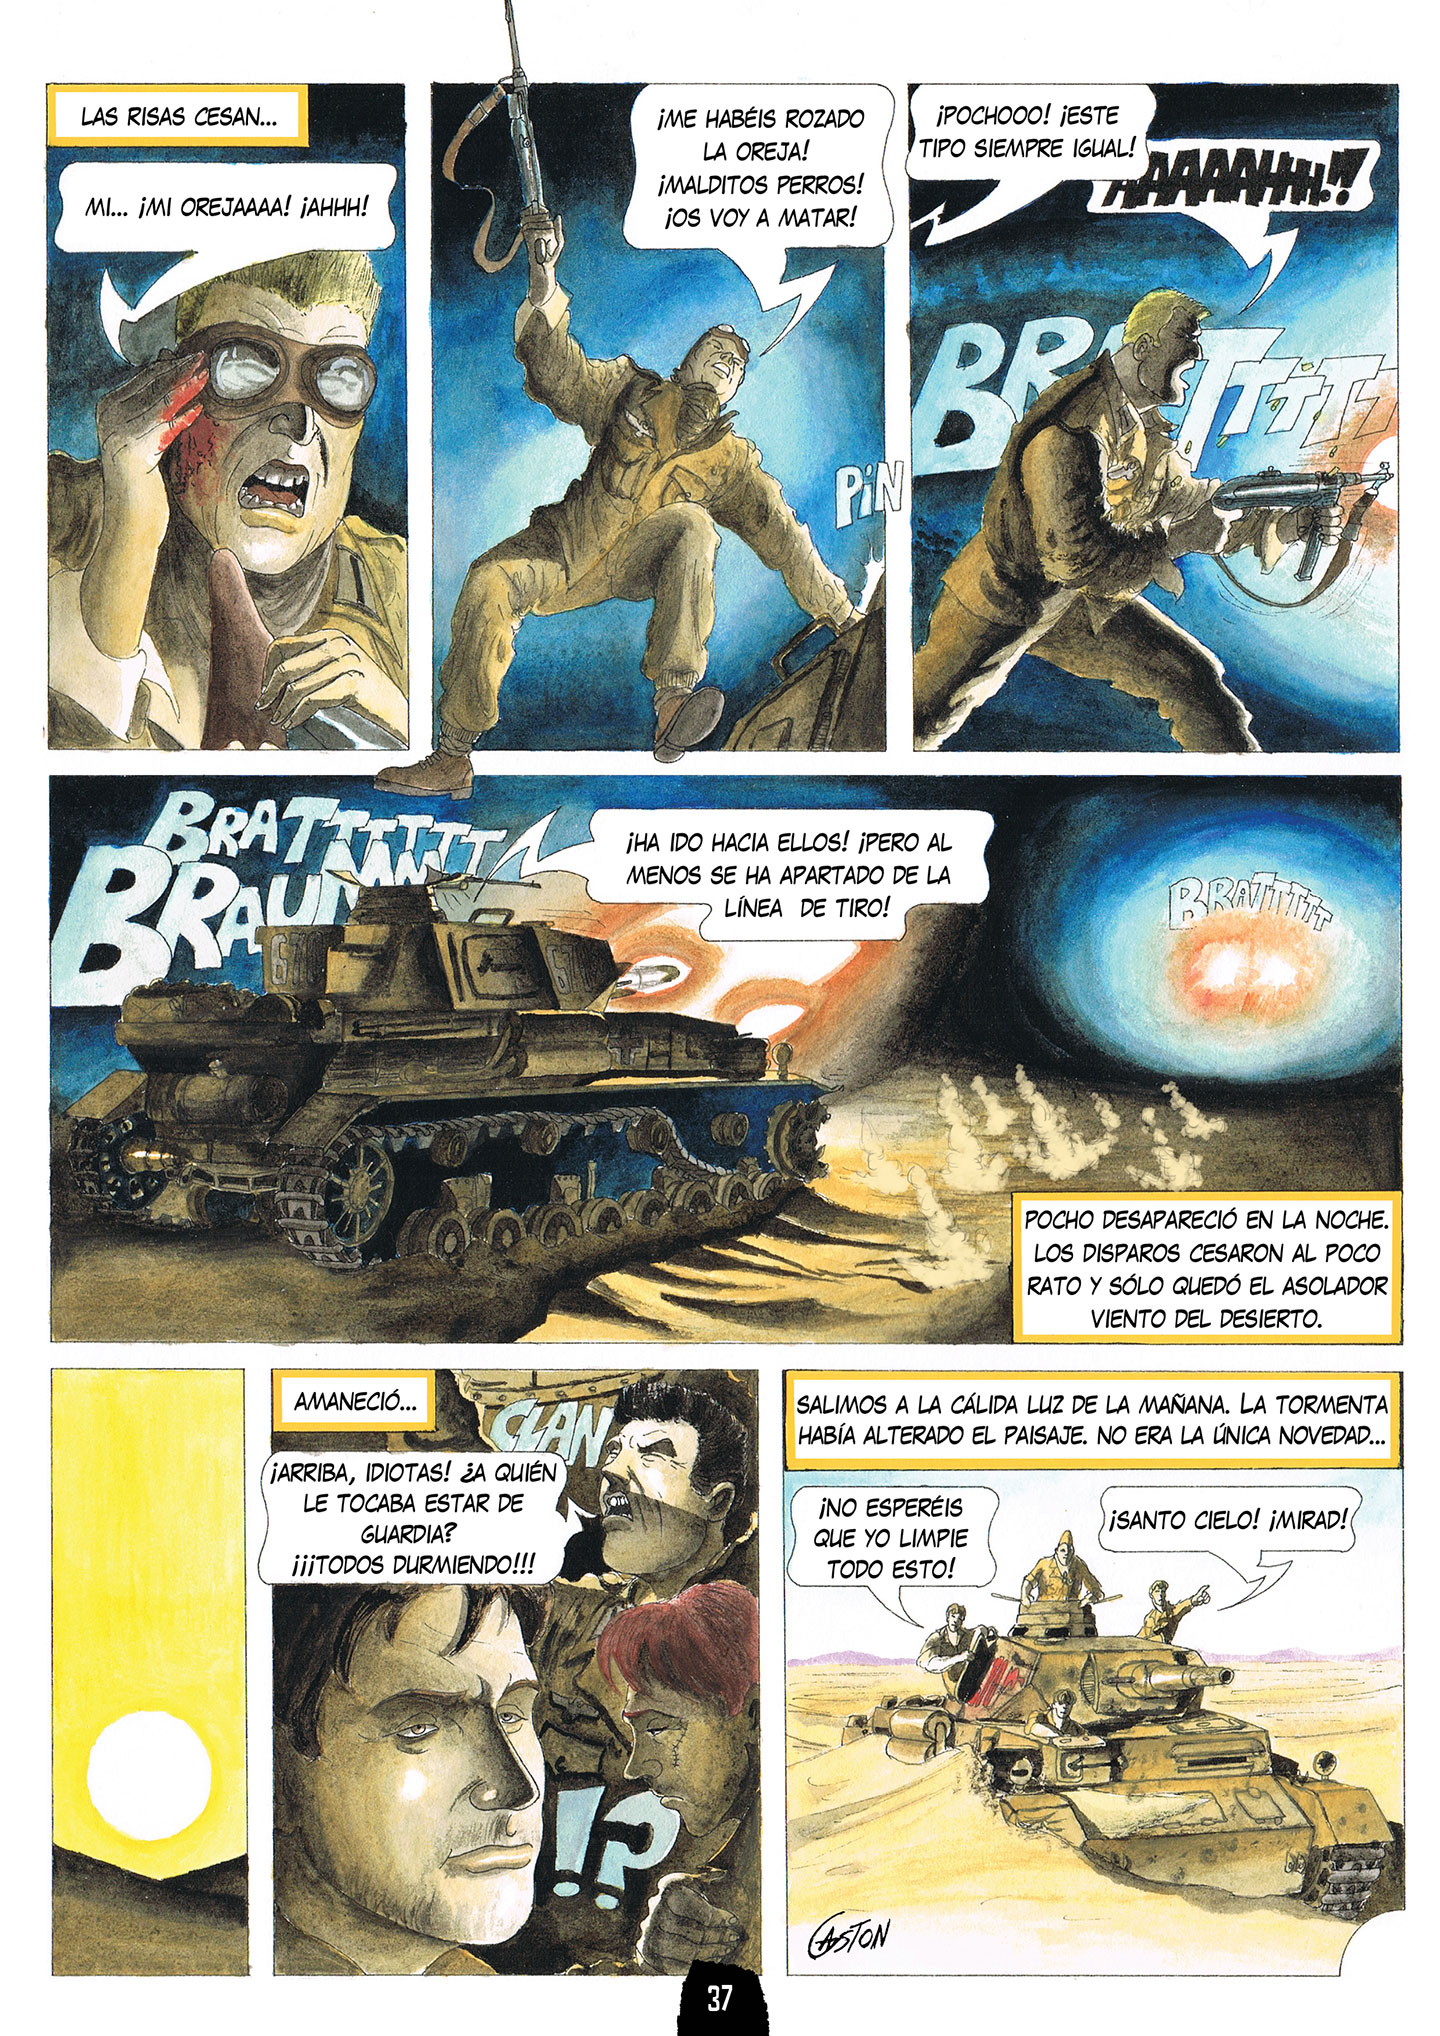 LAS RISAS CESAN...
MI... ¡MI OREJAAAA! ¡AHHH!
¡ME HABÉIS ROZADO
LA OREJA!
¡MALDITOS PERROS!
¡OS VOY A MATAR!
PiN
¡POCHOOO! ¡ESTE
TIPO SIEMPRE IGUAL!
AAAAAAHHH!!
BRATTTTTT
BRATTTTTTT
BRAUMMM
¡HA IDO HACIA ELLOS! ¡PERO AL
MENOS SE HA APARTADO DE LA
LÍNEA DE TIRO!
BRATTTTTT
POCHO DESAPARECIÓ EN LA NOCHE.
LOS DISPAROS CESARON AL POCO
RATO Y SÓLO QUEDÓ EL ASOLADOR
VIENTO DEL DESIERTO.
AMANECIÓ...
CLAN
¡ARRIBA, IDIOTAS! ¿A QUIÉN
LE TOCABA ESTAR DE
GUARDIA?
¡¡¡TODOS DURMIENDO!!!
!?
SALIMOS A LA CÁLIDA LUZ DE LA MAÑANA. LA TORMENTA
HABÍA ALTERADO EL PAISAJE. NO ERA LA ÚNICA NOVEDAD...
¡NO ESPERÉIS
QUE YO LIMPIE
TODO ESTO!
¡SANTO CIELO! ¡MIRAD!
GASTON
37